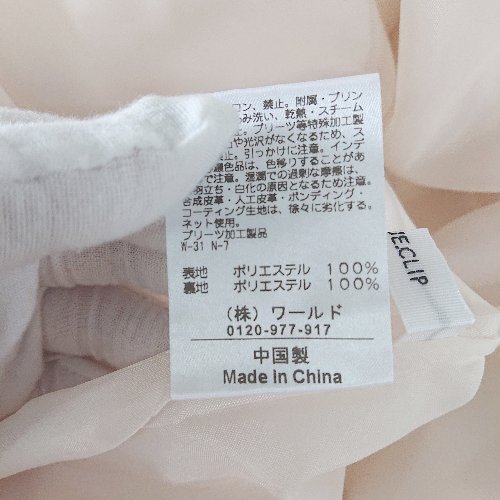 コン、禁止。附属・プリン
み洗い、乾熱・スチーム
プリーツ等特殊加工製
や光沢がなくなるため、ス
止。引っかけに注意。インデ
濃色品は、色移りすることがあ
で注意。湿潤での過剰な摩擦は、
毛羽立ち・白化の原因となるため注意。
合成皮革・人工皮革・ボンディング・
コーティング生地は、徐々に劣化する。
ネット使用。
プリーツ加工製品
W-31 N-7
表地 ポリエステル 100%
裏地 ポリエステル 100%
(株) ワールド
0120-977-917
中国製
Made in China
E.CLIP